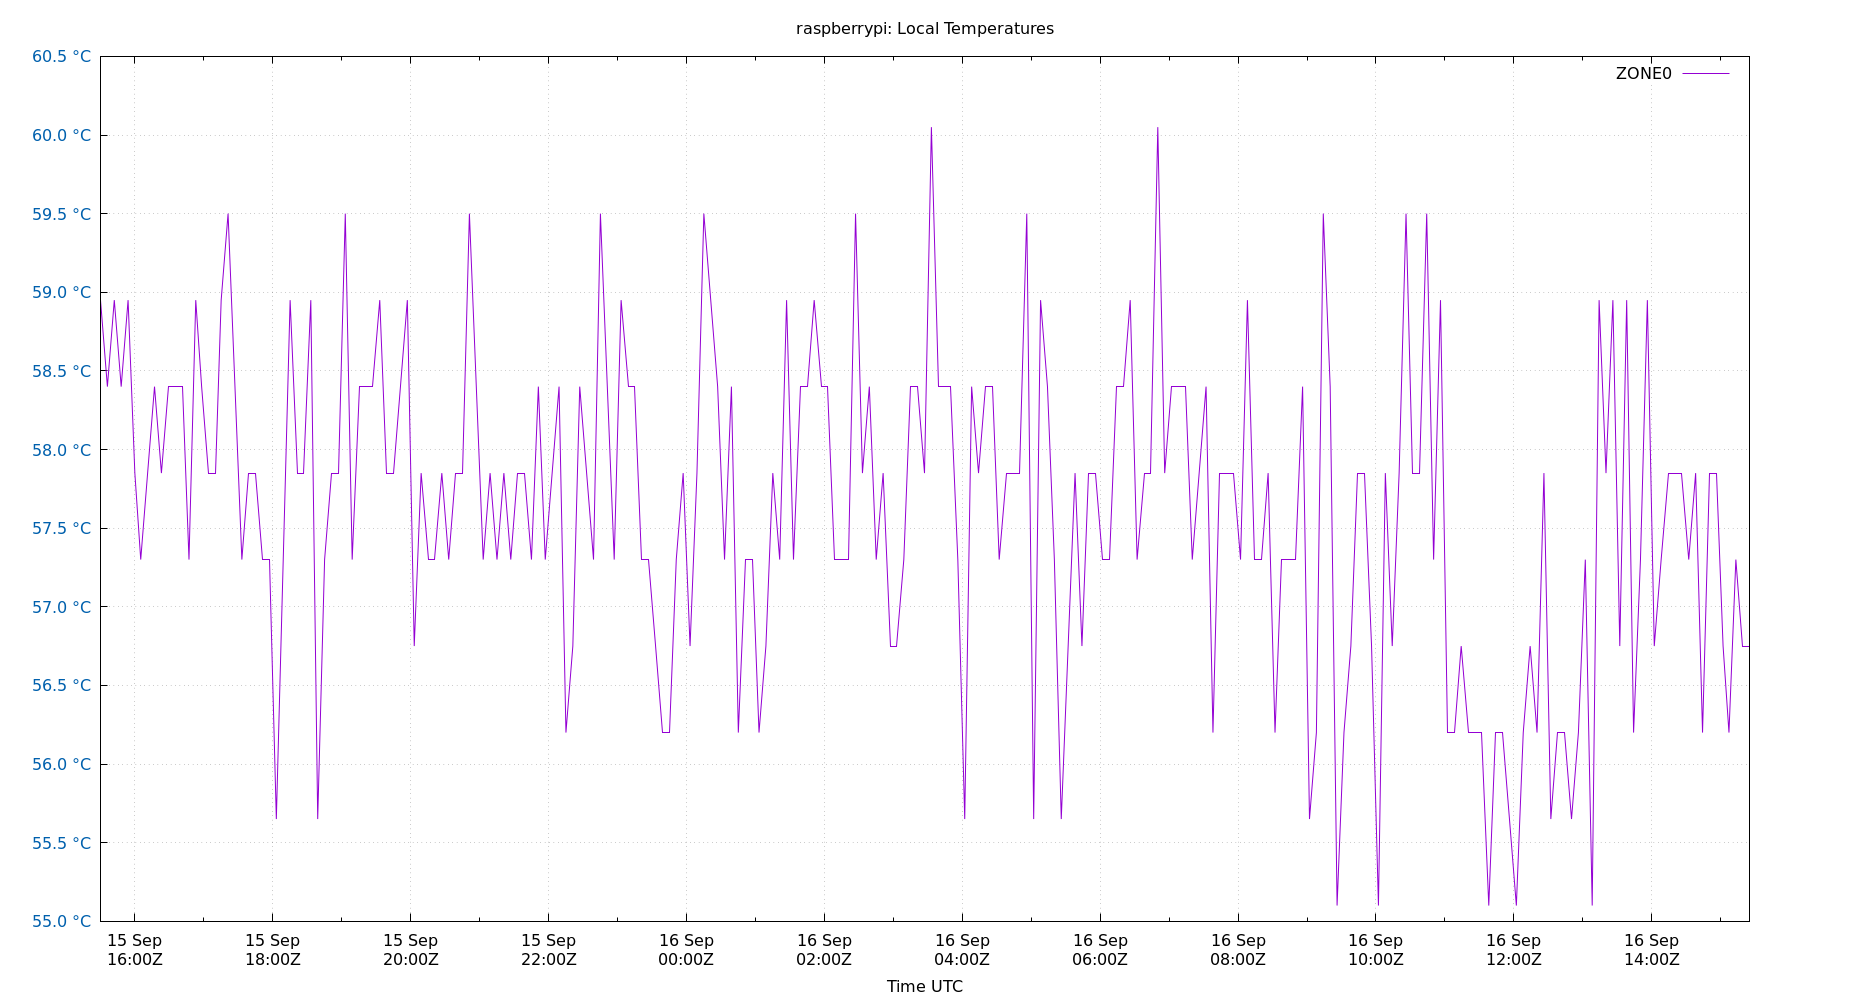 raspberrypi: Local Temperatures
ZONE0
60.5 °C
60.0 °C
59.5 °C
59.0 °C
58.5 °C
58.0 °C
57.5 °C
57.0 °C
56.5 °C
56.0 °C
55.5 °C
55.0 °C
15 Sep 15 Sep 15 Sep 15 Sep 16 Sep 16 Sep 16 Sep 16 Sep 16 Sep 16 Sep 16 Sep 16 Sep
16:00Z 18:00Z 20:00Z 22:00Z 00:00Z 02:00Z 04:00Z 06:00Z 08:00Z 10:00Z 12:00Z 14:00Z
Time UTC